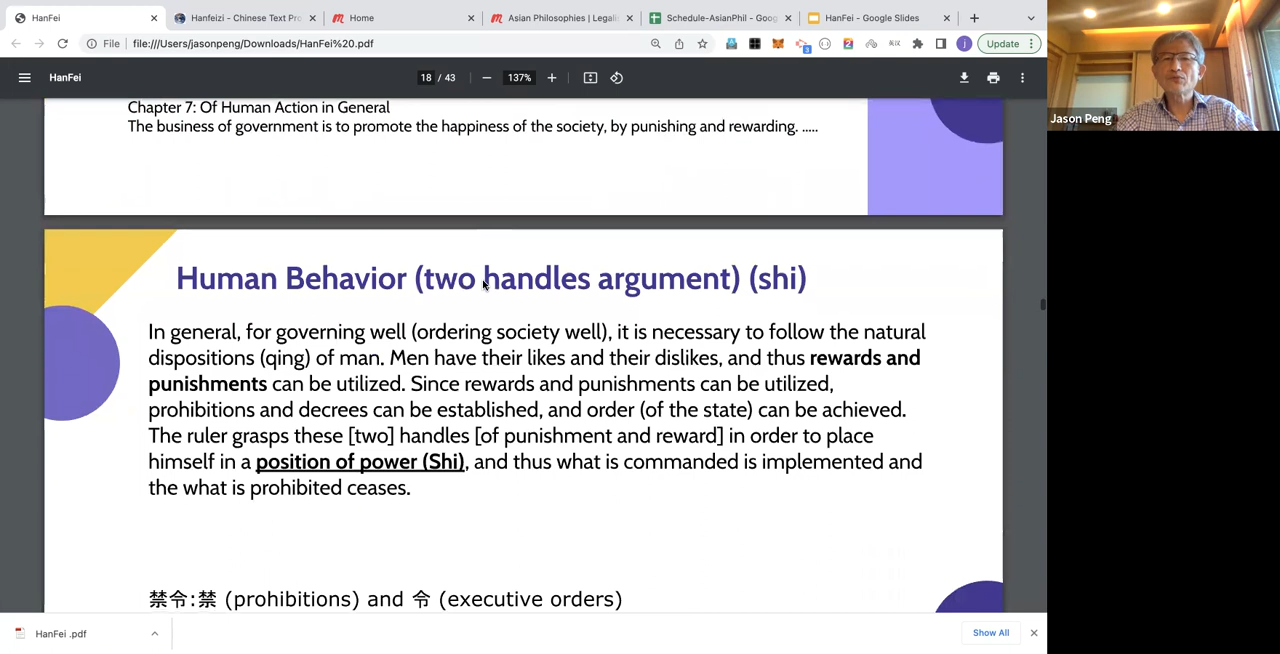 HanFei
Hanfeizi - Chinese Text Pro
Home
Asian Philosophies | Legali
Schedule-AsianPhil - Goog
HanFei - Google Slides
File
file:///Users/jasonpeng/Downloads/HanFei%20.pdf
Update
HanFei
18 / 43
137%
Jason Peng
Chapter 7: Of Human Action in General
The business of government is to promote the happiness of the society, by punishing and rewarding. .....
Human Behavior (two handles argument) (shi)
In general, for governing well (ordering society well), it is necessary to follow the natural
dispositions (qing) of man. Men have their likes and their dislikes, and thus rewards and
punishments can be utilized. Since rewards and punishments can be utilized,
prohibitions and decrees can be established, and order (of the state) can be achieved.
The ruler grasps these [two] handles [of punishment and reward] in order to place
himself in a position of power (Shi), and thus what is commanded is implemented and
the what is prohibited ceases.
禁令:禁 (prohibitions) and 令 (executive orders)
HanFei .pdf
Show All